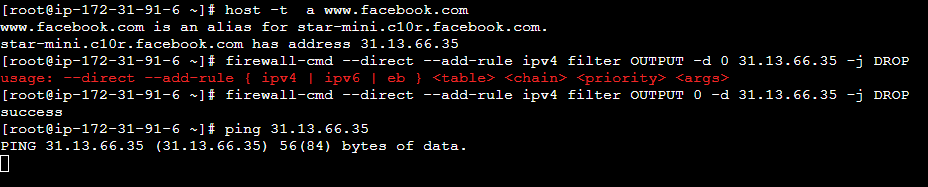 [root@ip-172-31-91-6 ~]# host -t  a www.facebook.com
www.facebook.com is an alias for star-mini.c10r.facebook.com.
star-mini.c10r.facebook.com has address 31.13.66.35
[root@ip-172-31-91-6 ~]# firewall-cmd --direct --add-rule ipv4 filter OUTPUT -d 0 31.13.66.35 -j DROP
usage: --direct --add-rule { ipv4 | ipv6 | eb } <table> <chain> <priority> <args>
[root@ip-172-31-91-6 ~]# firewall-cmd --direct --add-rule ipv4 filter OUTPUT 0 -d 31.13.66.35 -j DROP
success
[root@ip-172-31-91-6 ~]# ping 31.13.66.35
PING 31.13.66.35 (31.13.66.35) 56(84) bytes of data.